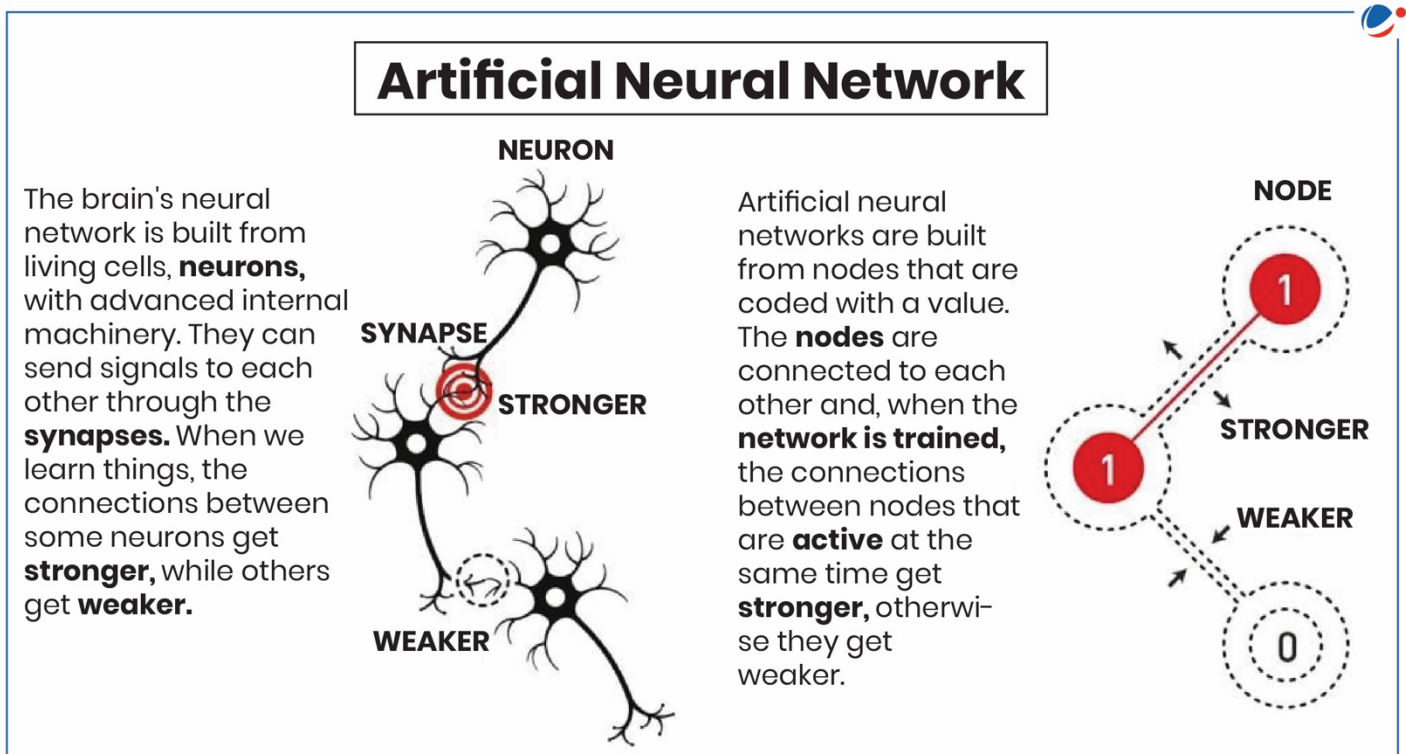 Artificial Neural Network
The brain's neural
network is built from
living cells, neurons,
with advanced internal
machinery. They can
send signals to each
other through the
synapses. When we
learn things, the
connections between
some neurons get
stronger, while others
get weaker.
NEURON
SYNAPSE
STRONGER
WEAKER
Artificial neural
networks are built
from nodes that are
coded with a value.
The nodes are
connected to each
other and, when the
network is trained,
the connections
between nodes that
are active at the
same time get
stronger, otherwi-
se they get
weaker.
NODE
1
STRONGER
1
WEAKER
0